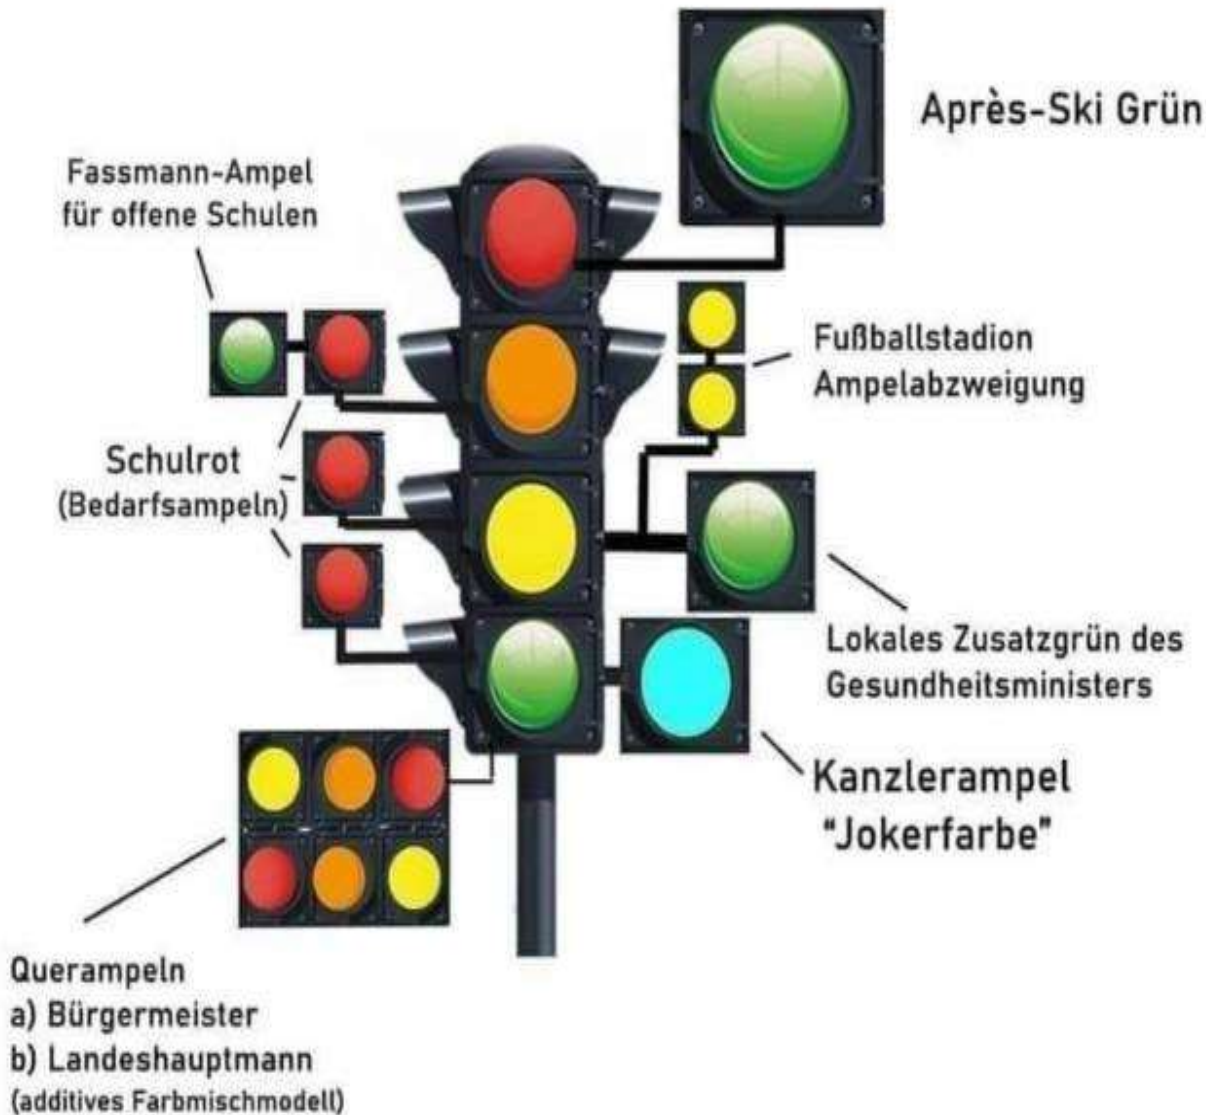 Après-Ski Grün
Fassmann-Ampel
für offene Schulen
Fußballstadion
Ampelabzweigung
Schulrot
(Bedarfsampeln)
Lokales Zusatzgrün des
Gesundheitsministers
Kanzlerampel
"Jokerfarbe"
Querampeln
a) Bürgermeister
b) Landeshauptmann
(additives Farbmischmodell)